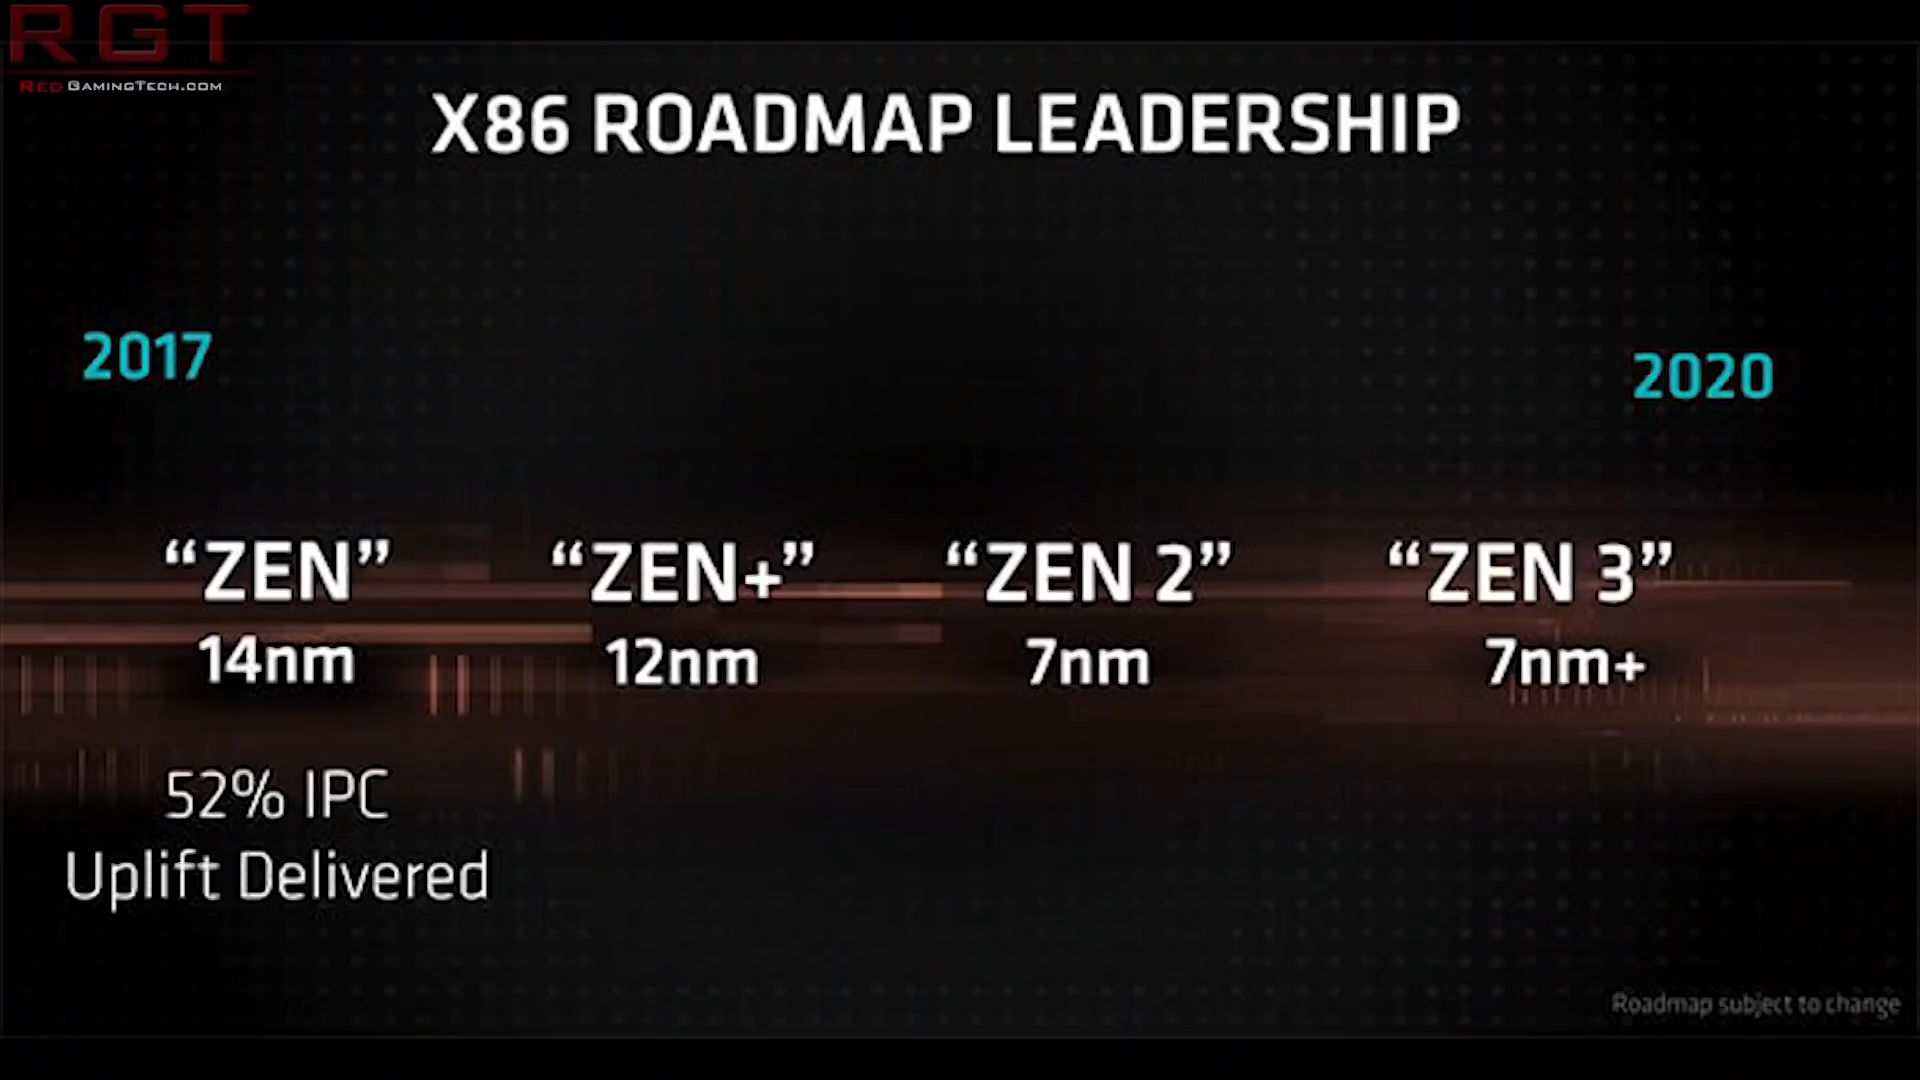 RGT
RedGamingTech.com
X86 ROADMAP LEADERSHIP
2017
2020
“ZEN”
“ZEN+”
“ZEN 2”
“ZEN 3”
14nm
12nm
7nm
7nm+
52% IPC
Uplift Delivered
Roadmap subject to change